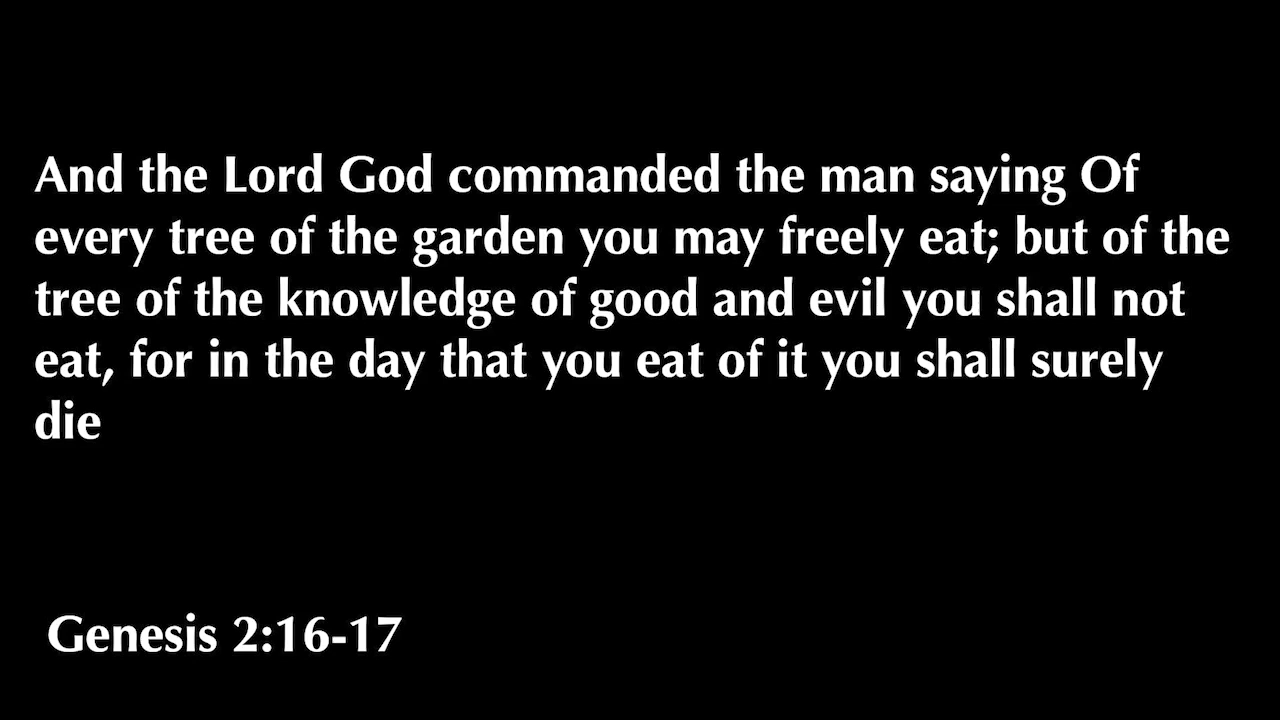 And the Lord God commanded the man saying Of
every tree of the garden you may freely eat; but of the
tree of the knowledge of good and evil you shall not
eat, for in the day that you eat of it you shall surely
die
Genesis 2:16-17